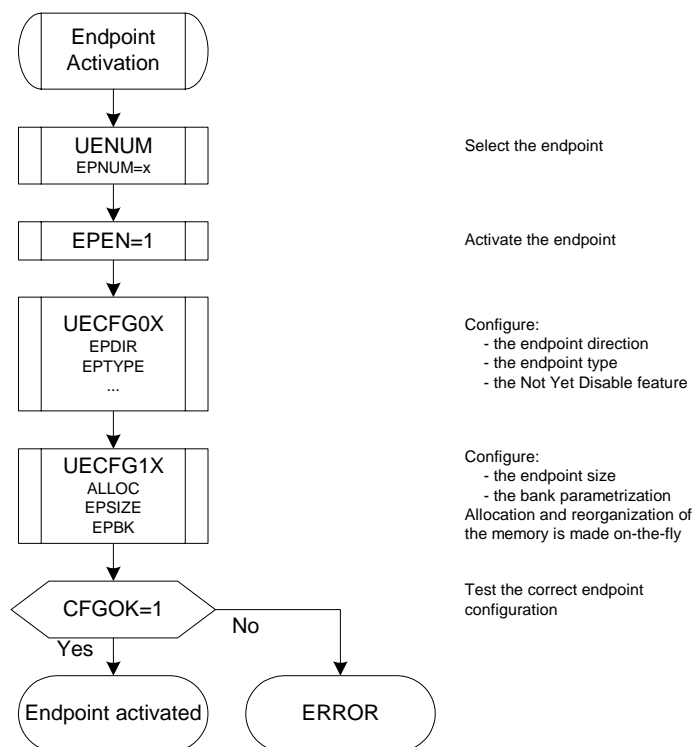 Endpoint
Activation
UENUM
EPNUM=x
Select the endpoint
EPEN=1
Activate the endpoint
UECFG0X
EPDIR
EPTYPE
...
Configure:
- the endpoint direction
- the endpoint type
- the Not Yet Disable feature
UECFG1X
ALLOC
EPSIZE
EPBK
Configure:
- the endpoint size
- the bank parametrization
Allocation and reorganization of
the memory is made on-the-fly
CFGOK=1
Test the correct endpoint
configuration
No
Yes
Endpoint activated
ERROR